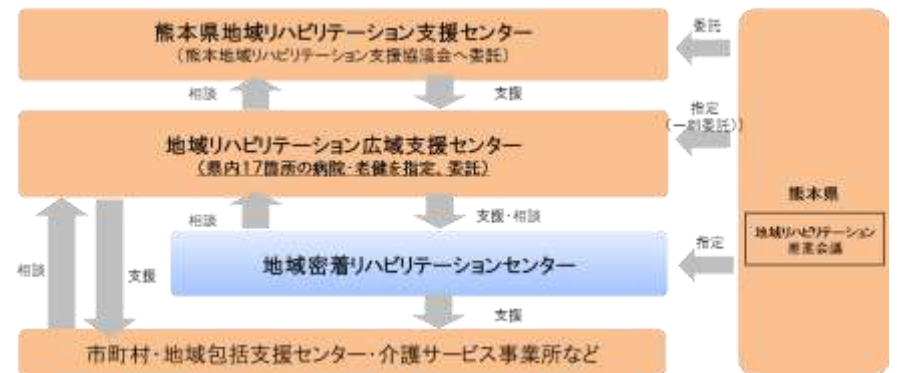 熊本県地域リハビリテーション支援センター
(熊本地域リハビリテーション支援協議会へ委託)
委託
相談
支援
指定
(一部委託)
地域リハビリテーション広域支援センター
(県内17箇所の病院・老健を指定、委託)
熊本県
地域リハビリテーション
推進会議
相談
支援・相談
指定
地域密着リハビリテーションセンター
相談
支援
支援
市町村・地域包括支援センター・介護サービス事業所など